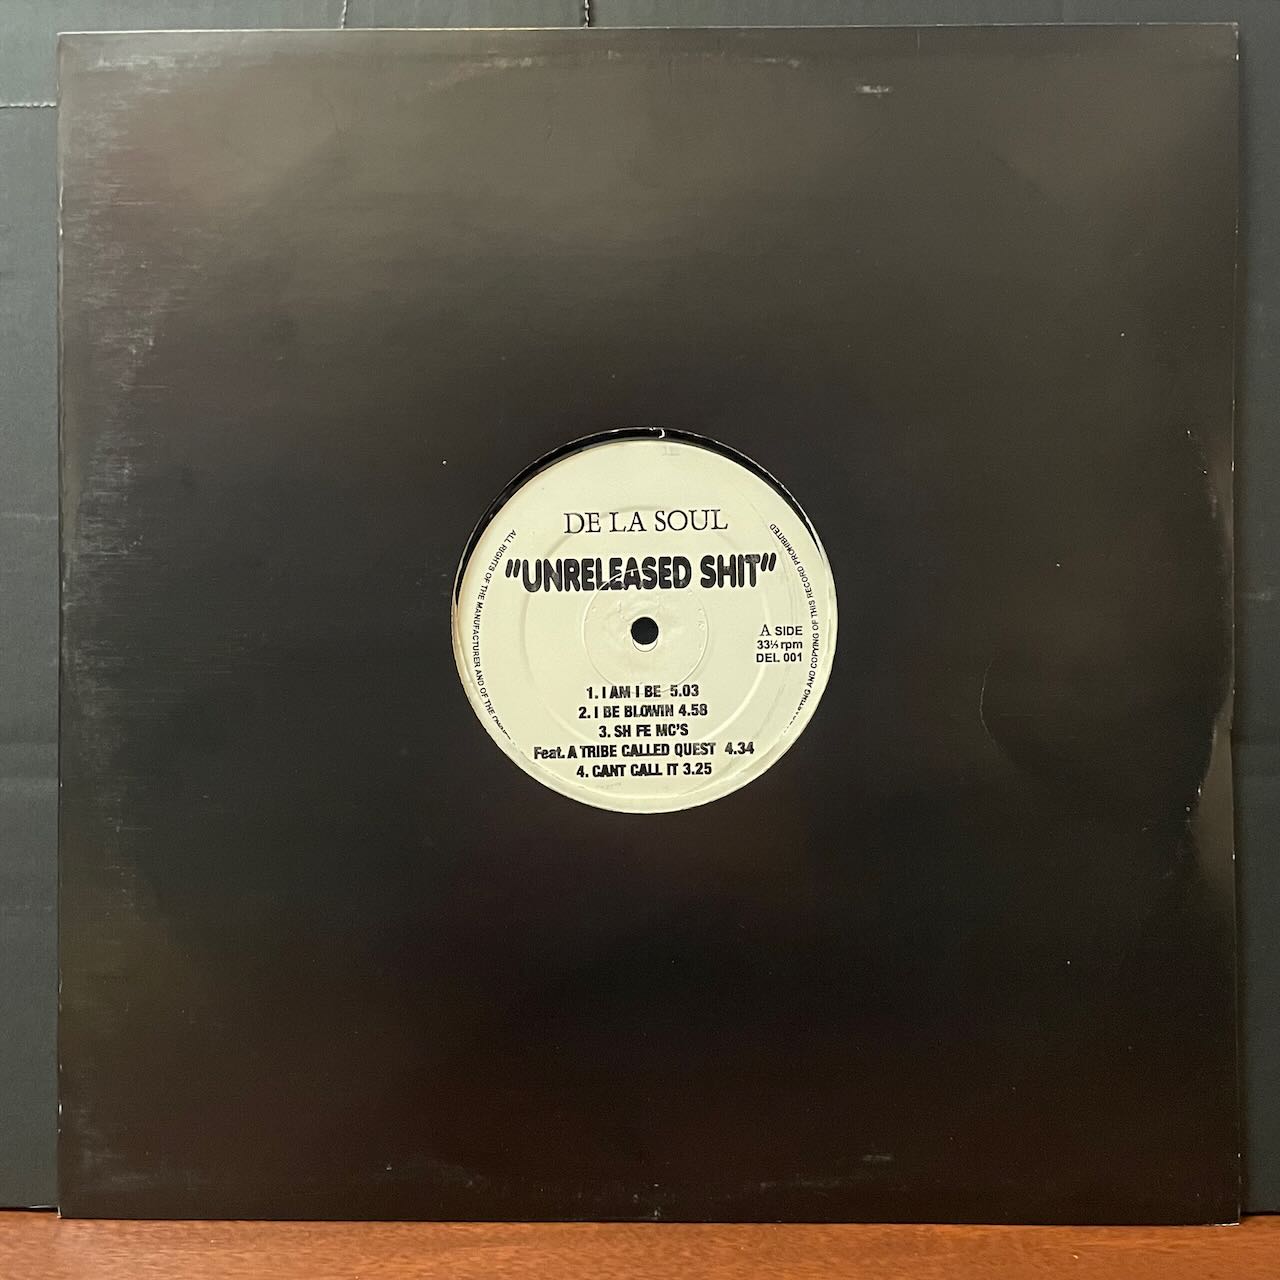 DE LA SOUL
"UNRELEASED SHIT"
A SIDE
33⅓ rpm
DEL 001
1. I AM I BE 5.03
2. I BE BLOWIN 4.58
3. SH FE MC'S
Feat. A TRIBE CALLED QUEST 4.34
4. CANT CALL IT 3.25
ALL RIGHTS OF THE MANUFACTURER AND OF THE
AND COPYING OF THIS RECORD PROHIBITED